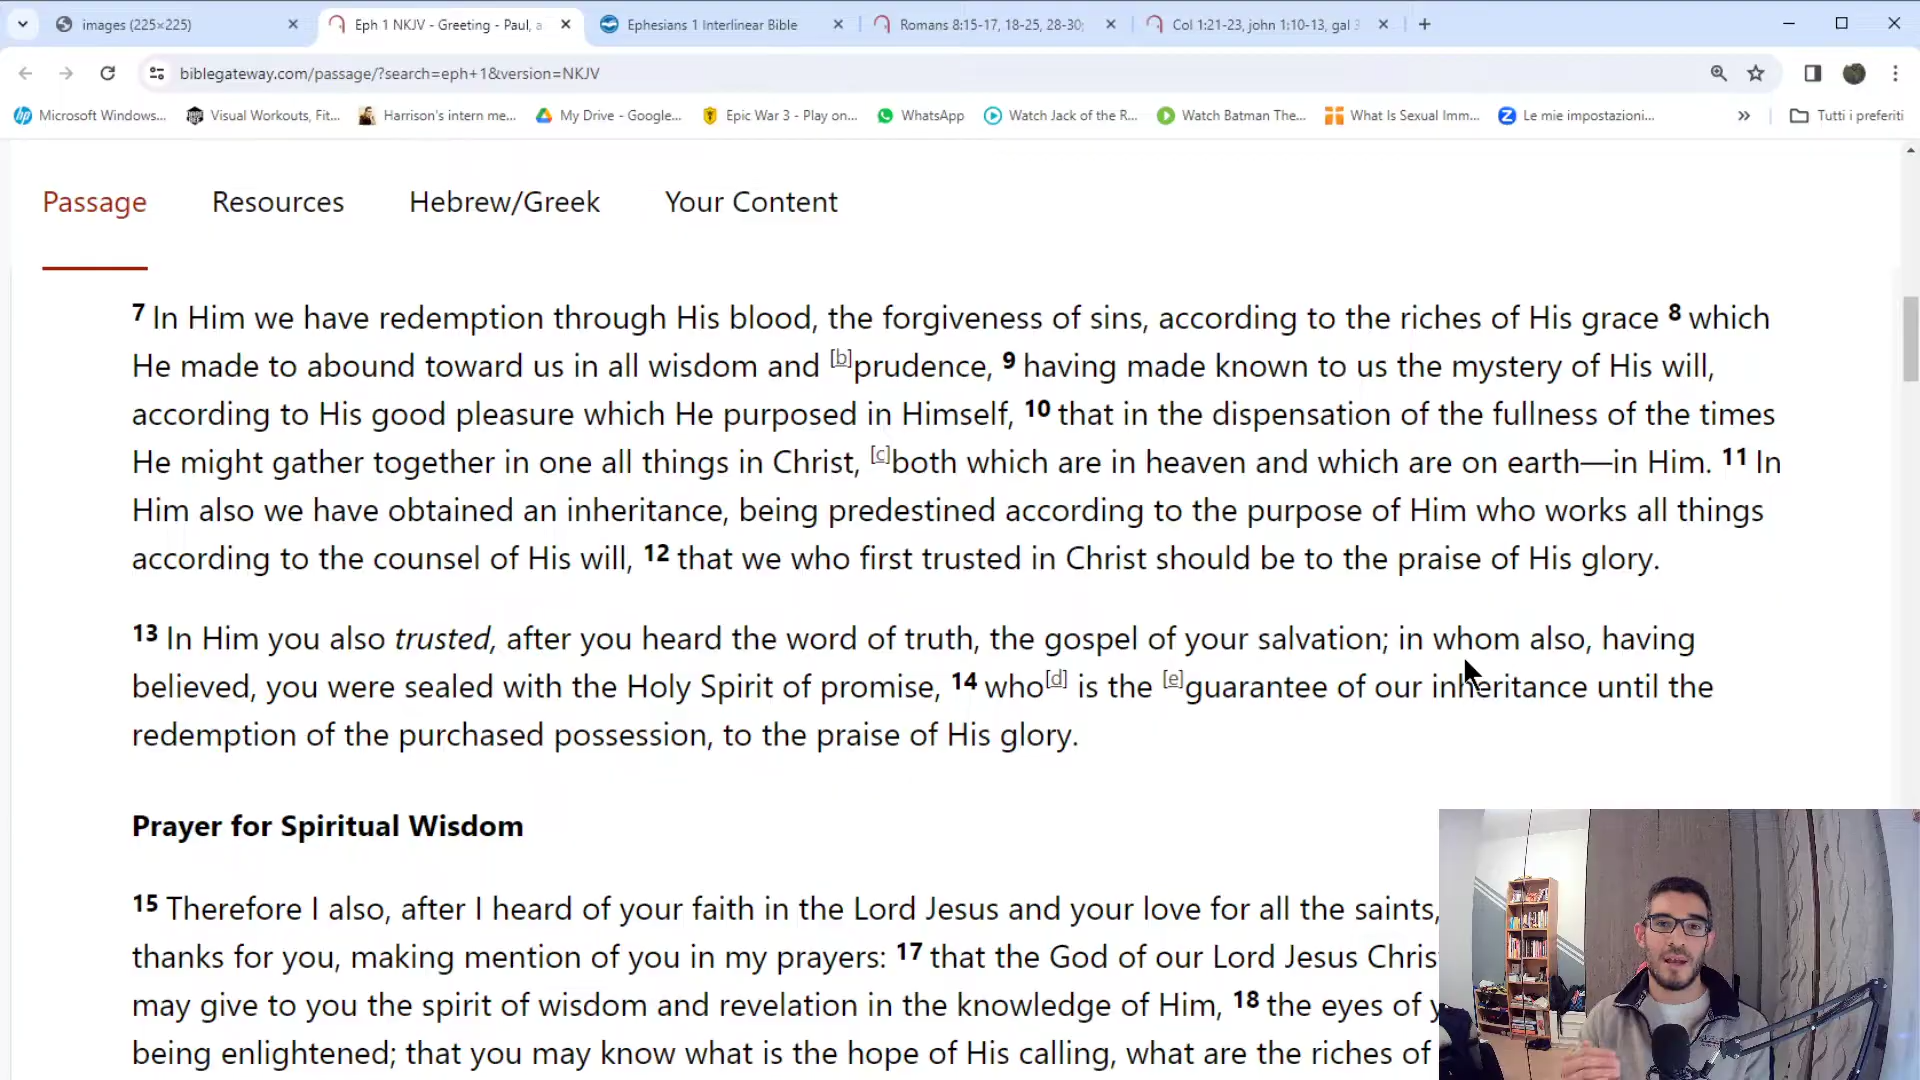 images (225×225)
Eph 1 NKJV - Greeting - Paul, a
Ephesians 1 Interlinear Bible
Romans 8:15-17, 18-25, 28-30;
Col 1:21-23, john 1:10-13, gal 3
biblegateway.com/passage/?search=eph+1&version=NKJV
Microsoft Windows...
Visual Workouts, Fit...
Harrison's intern me...
My Drive - Google...
Epic War 3 - Play on...
WhatsApp
Watch Jack of the R...
Watch Batman The...
What Is Sexual Imm...
Le mie impostazioni...
»
Tutti i preferiti
Passage
Resources
Hebrew/Greek
Your Content
7 In Him we have redemption through His blood, the forgiveness of sins, according to the riches of His grace 8 which
He made to abound toward us in all wisdom and [b]prudence, 9 having made known to us the mystery of His will,
according to His good pleasure which He purposed in Himself, 10 that in the dispensation of the fullness of the times
He might gather together in one all things in Christ, [c]both which are in heaven and which are on earth—in Him. 11 In
Him also we have obtained an inheritance, being predestined according to the purpose of Him who works all things
according to the counsel of His will, 12 that we who first trusted in Christ should be to the praise of His glory.
13 In Him you also trusted, after you heard the word of truth, the gospel of your salvation; in whom also, having
believed, you were sealed with the Holy Spirit of promise, 14 who[d] is the [e]guarantee of our inheritance until the
redemption of the purchased possession, to the praise of His glory.
Prayer for Spiritual Wisdom
15 Therefore I also, after I heard of your faith in the Lord Jesus and your love for all the saints,
thanks for you, making mention of you in my prayers: 17 that the God of our Lord Jesus Chris
may give to you the spirit of wisdom and revelation in the knowledge of Him, 18 the eyes of y
being enlightened; that you may know what is the hope of His calling, what are the riches of